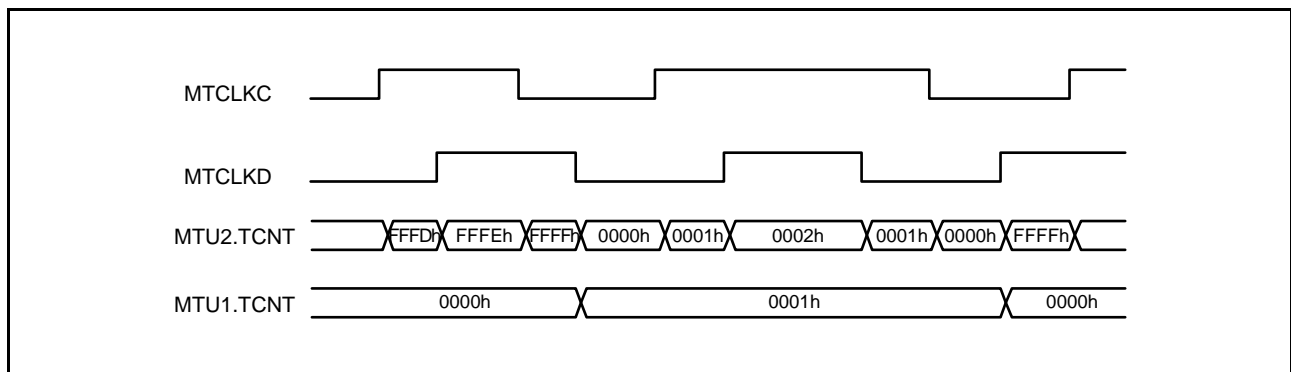 MTCLKC
MTCLKD
MTU2.TCNT FFFDh FFFEh FFFFh 0000h 0001h 0002h 0001h 0000h FFFFh
MTU1.TCNT 0000h 0001h 0000h